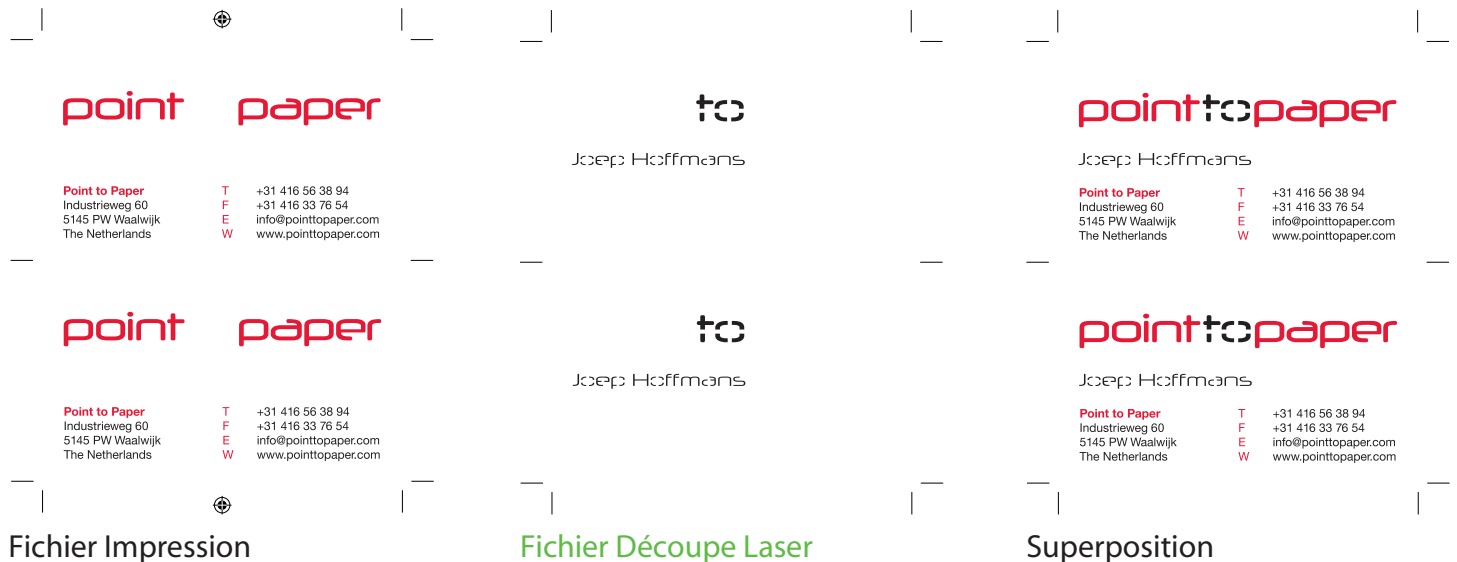 point paper
Point to Paper T +31 416 56 38 94
Industrieweg 60 F +31 416 33 76 54
5145 PW Waalwijk E info@pointtopaper.com
The Netherlands W www.pointtopaper.com
point paper
Point to Paper T +31 416 56 38 94
Industrieweg 60 F +31 416 33 76 54
5145 PW Waalwijk E info@pointtopaper.com
The Netherlands W www.pointtopaper.com
Fichier Impression
to
Joep Hoffmans
to
Joep Hoffmans
Fichier Découpe Laser
pointtopaper
Joep Hoffmans
Point to Paper T +31 416 56 38 94
Industrieweg 60 F +31 416 33 76 54
5145 PW Waalwijk E info@pointtopaper.com
The Netherlands W www.pointtopaper.com
pointtopaper
Joep Hoffmans
Point to Paper T +31 416 56 38 94
Industrieweg 60 F +31 416 33 76 54
5145 PW Waalwijk E info@pointtopaper.com
The Netherlands W www.pointtopaper.com
Superposition